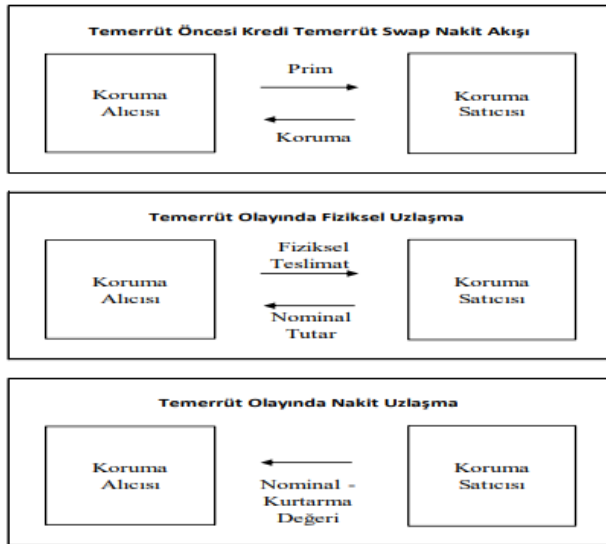 Temerrüt Öncesi Kredi Temerrüt Swap Nakit Akışı
Koruma
Alıcısı
Prim
Koruma
Koruma
Satıcısı
Temerrüt Olayında Fiziksel Uzlaşma
Koruma
Alıcısı
Fiziksel
Teslimat
Nominal
Tutar
Koruma
Satıcısı
Temerrüt Olayında Nakit Uzlaşma
Koruma
Alıcısı
Nominal -
Kurtarma
Değeri
Koruma
Satıcısı